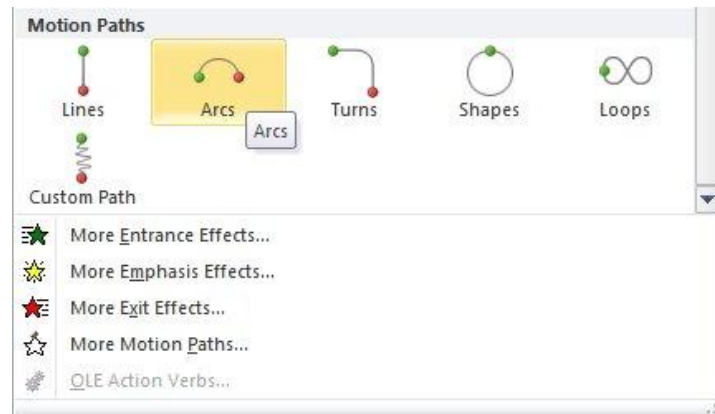 Motion Paths
Lines Arcs Turns Shapes Loops
Arcs
Custom Path
More Entrance Effects...
More Emphasis Effects...
More Exit Effects...
More Motion Paths...
OLE Action Verbs...